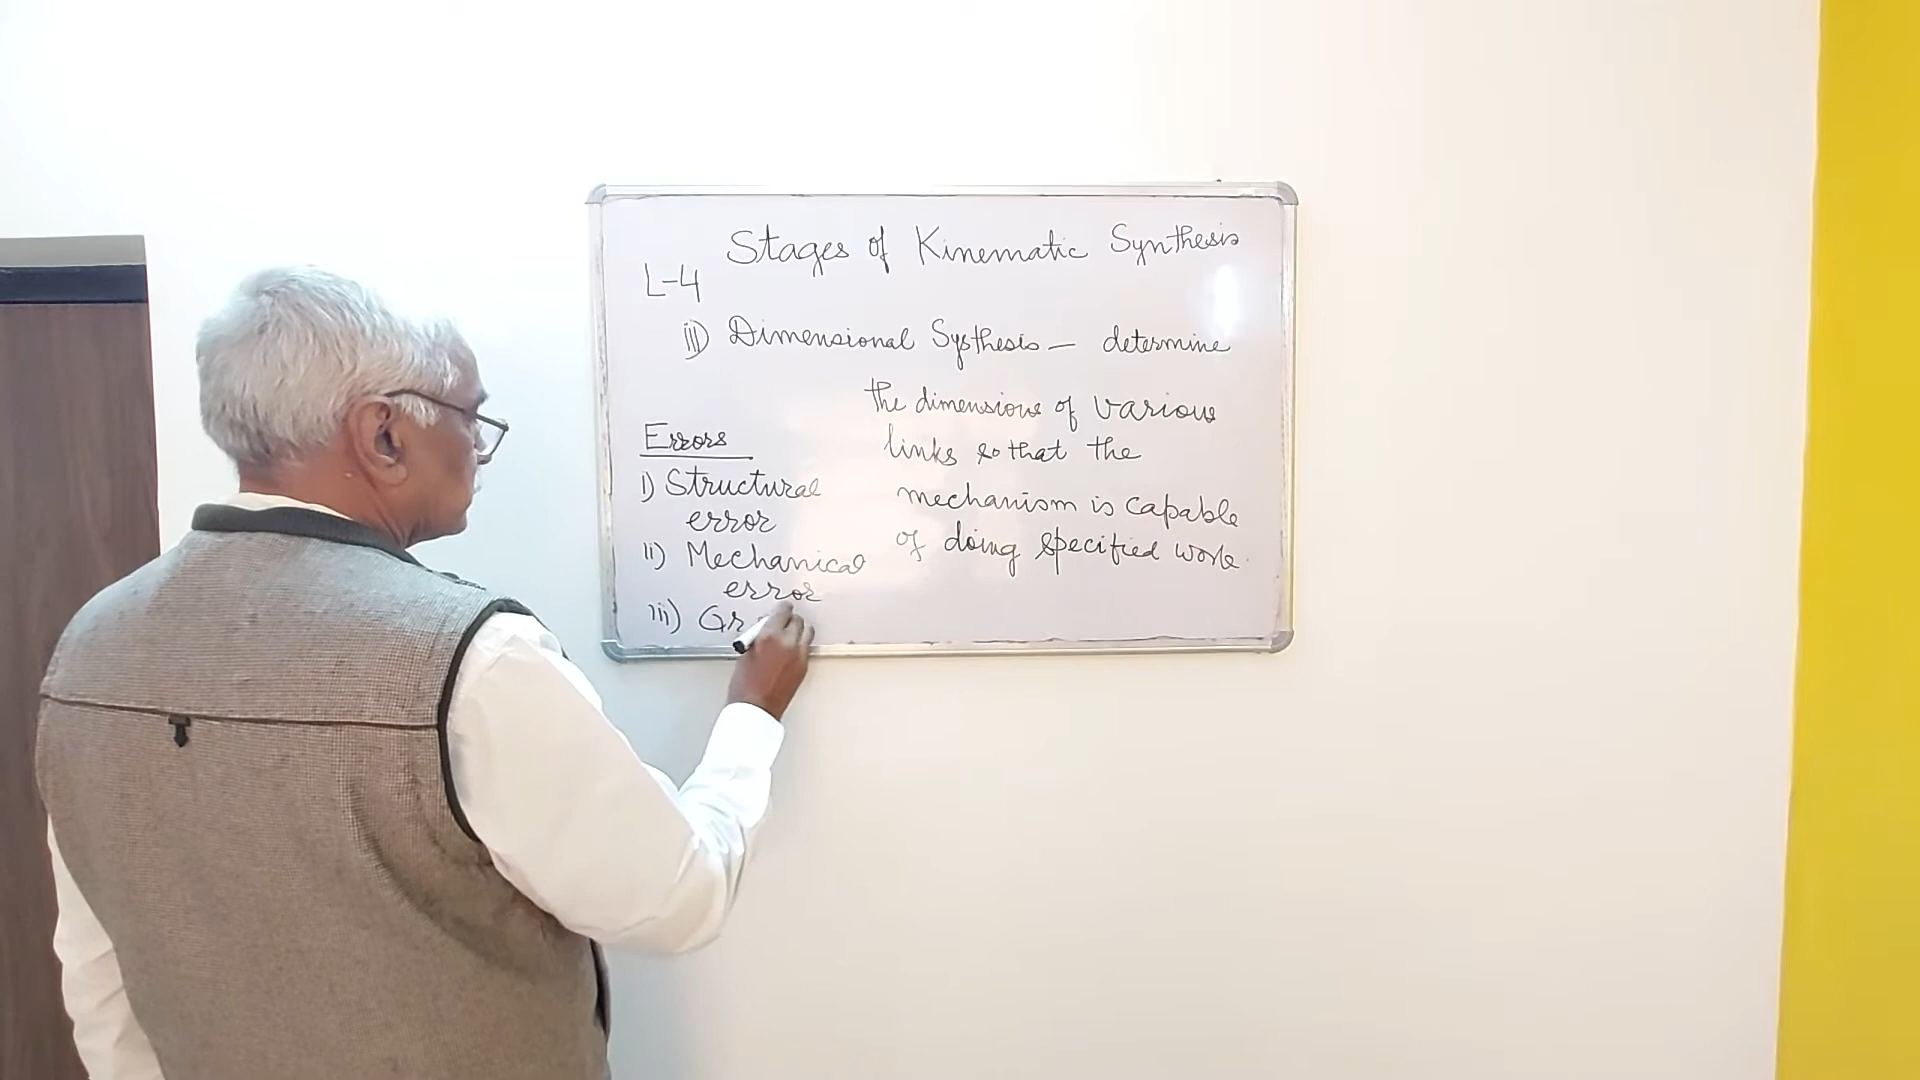 Stages of Kinematic Synthesis
L-4
iii) Dimensional Systhesis — determine
the dimensions of various
links so that the
mechanism is capable
of doing specified work.
Errors
i) Structural
error
ii) Mechanical
error
iii) Gr